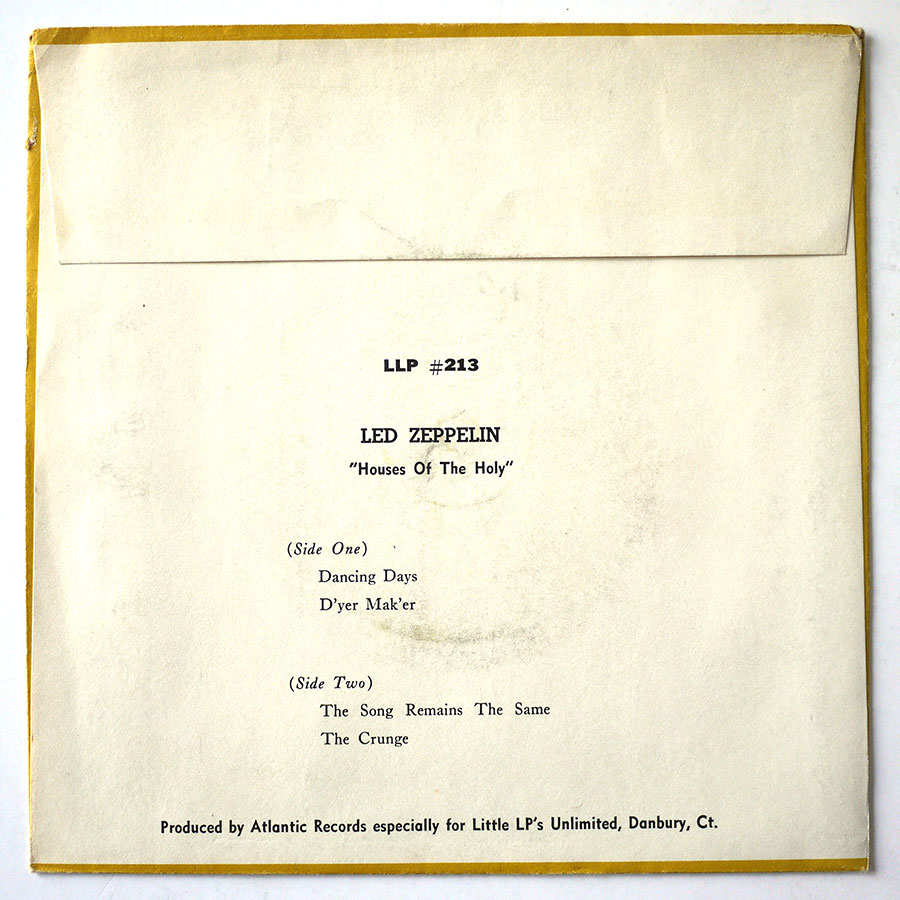 LLP #213
LED ZEPPELIN
"Houses Of The Holy"
(Side One)
Dancing Days
D'yer Mak'er
(Side Two)
The Song Remains The Same
The Crunge
Produced by Atlantic Records especially for Little LP's Unlimited, Danbury, Ct.